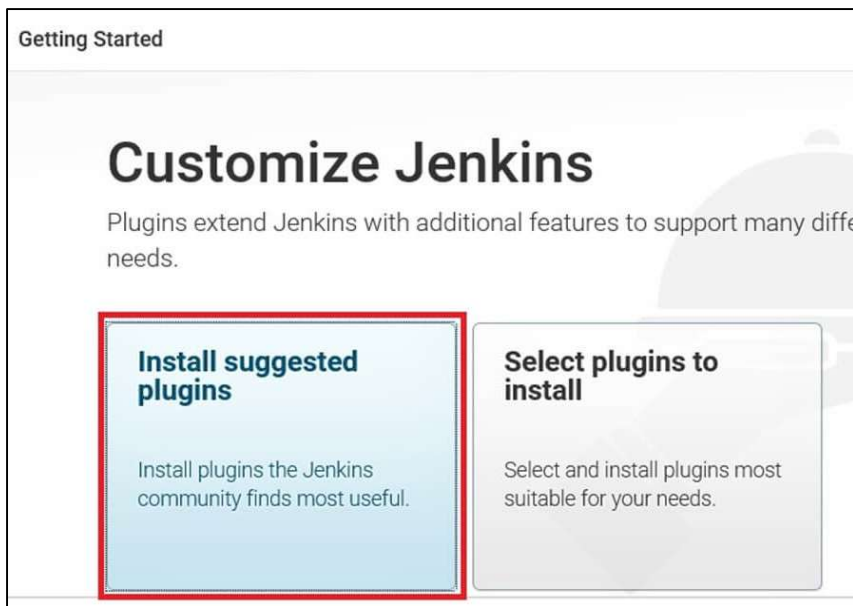 Getting Started
Customize Jenkins
Plugins extend Jenkins with additional features to support many
needs.
Install suggested
plugins
Install plugins the Jenkins
community finds most useful.
Select plugins to
install
Select and install plugins most
suitable for your needs.